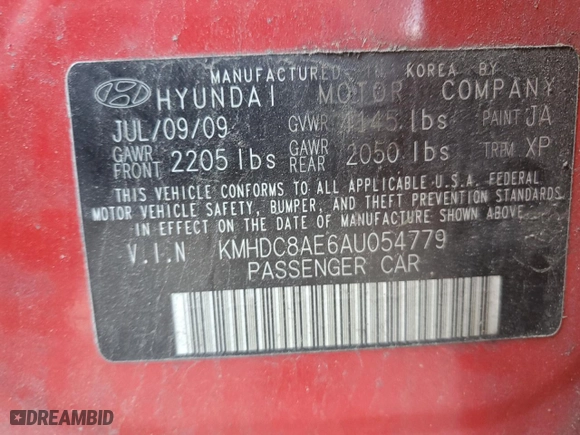 MANUFACTURED IN KOREA BY
HYUNDAI MOTOR COMPANY
JUL/09/09 GVWR 4145 lbs PAINT JA
GAWR FRONT 2205 lbs GAWR REAR 2050 lbs TRIM XP
THIS VEHICLE CONFORMS TO ALL APPLICABLE U.S.A. FEDERAL
MOTOR VEHICLE SAFETY, BUMPER, AND THEFT PREVENTION STANDARDS
IN EFFECT ON THE DATE OF MANUFACTURE SHOWN ABOVE.
V.I.N KMHDC8AE6AU054779
PASSENGER CAR
DREAMBID